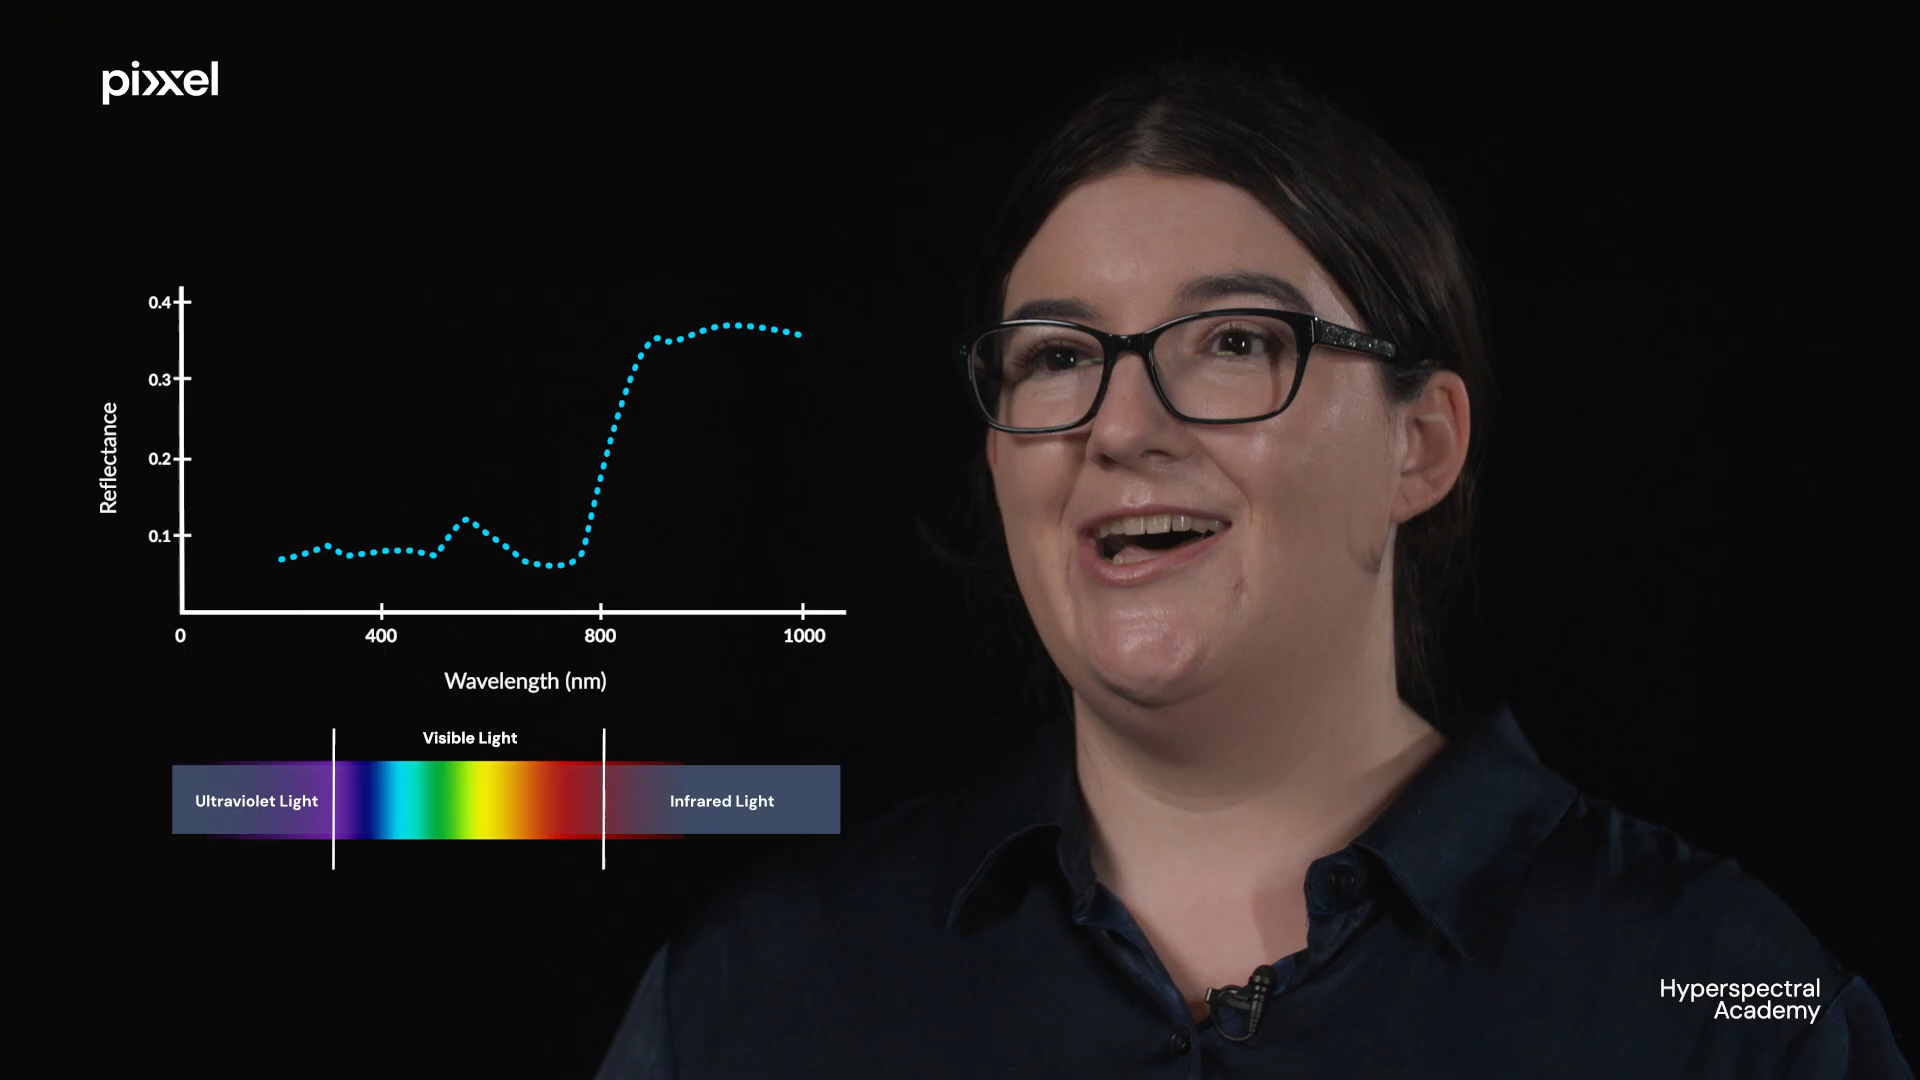 pixxel
0.4
0.3
0.2
0.1
Reflectance
0 400 800 1000
Wavelength (nm)
Visible Light
Ultraviolet Light Infrared Light
Hyperspectral
Academy